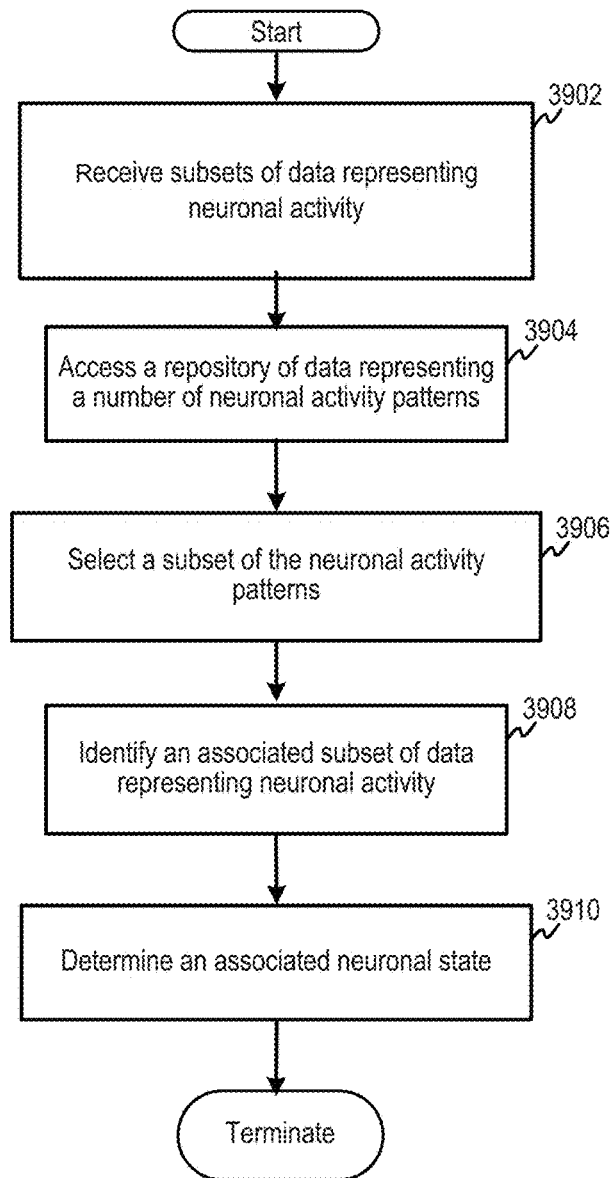 Start
3902
Receive subsets of data representing
neuronal activity
3904
Access a repository of data representing
a number of neuronal activity patterns
3906
Select a subset of the neuronal activity
patterns
3908
Identify an associated subset of data
representing neuronal activity
3910
Determine an associated neuronal state
Terminate